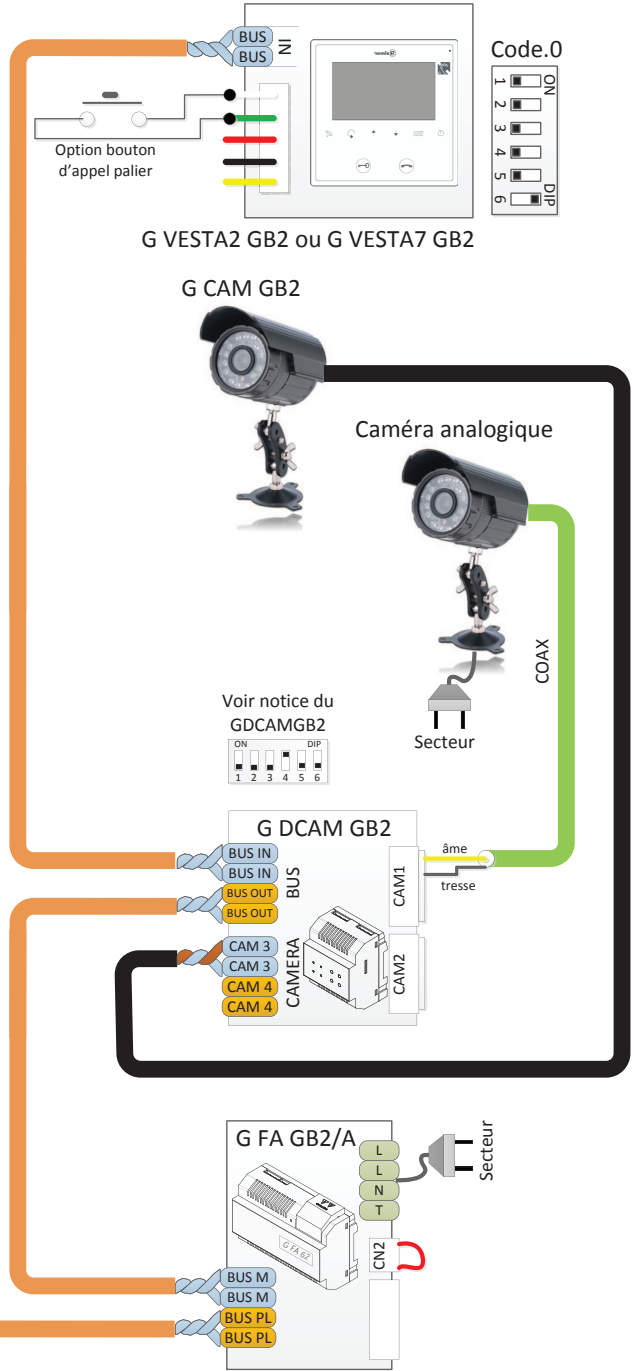 BUS
BUS
IN
Code.0
ON
1
2
3
4
5
6
DIP
Option bouton
d'appel palier
G VESTA2 GB2 ou G VESTA7 GB2
G CAM GB2
Caméra analogique
COAX
Secteur
Voir notice du
GDCAMGB2
ON DIP
1 2 3 4 5 6
G DCAM GB2
BUS IN
BUS IN
BUS OUT
BUS OUT
BUS
CAM 3
CAM 3
CAM 4
CAM 4
CAMERA
CAM1
CAM2
âme
tresse
G FA GB2/A
L
L
N
T
Secteur
CN2
G FA 62
BUS M
BUS M
BUS PL
BUS PL